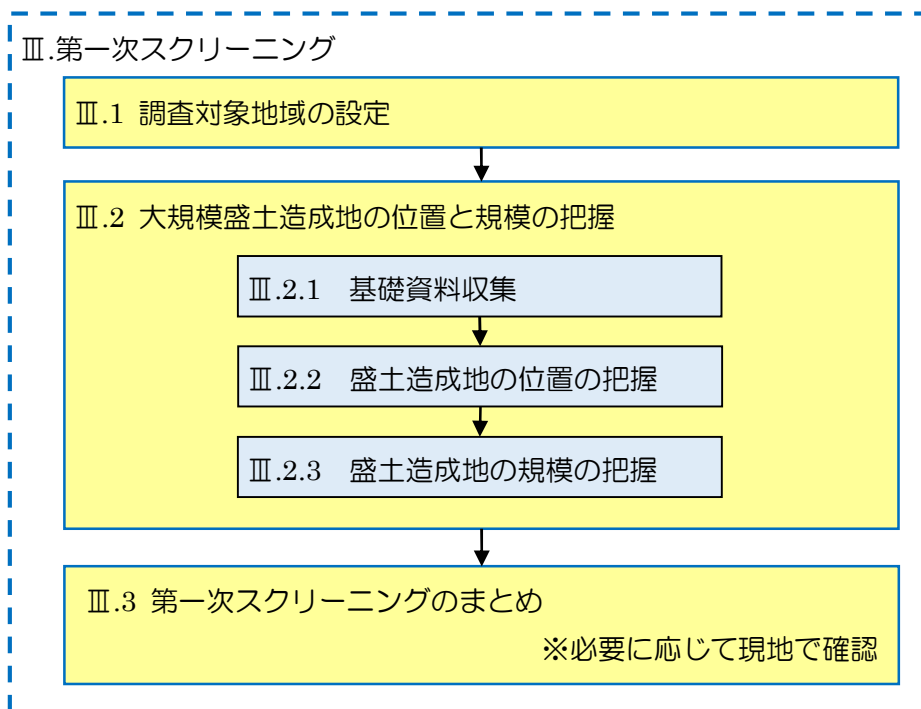 Ⅲ.第一次スクリーニング
Ⅲ.1 調査対象地域の設定
Ⅲ.2 大規模盛土造成地の位置と規模の把握
Ⅲ.2.1 基礎資料収集
Ⅲ.2.2 盛土造成地の位置の把握
Ⅲ.2.3 盛土造成地の規模の把握
Ⅲ.3 第一次スクリーニングのまとめ
※必要に応じて現地で確認